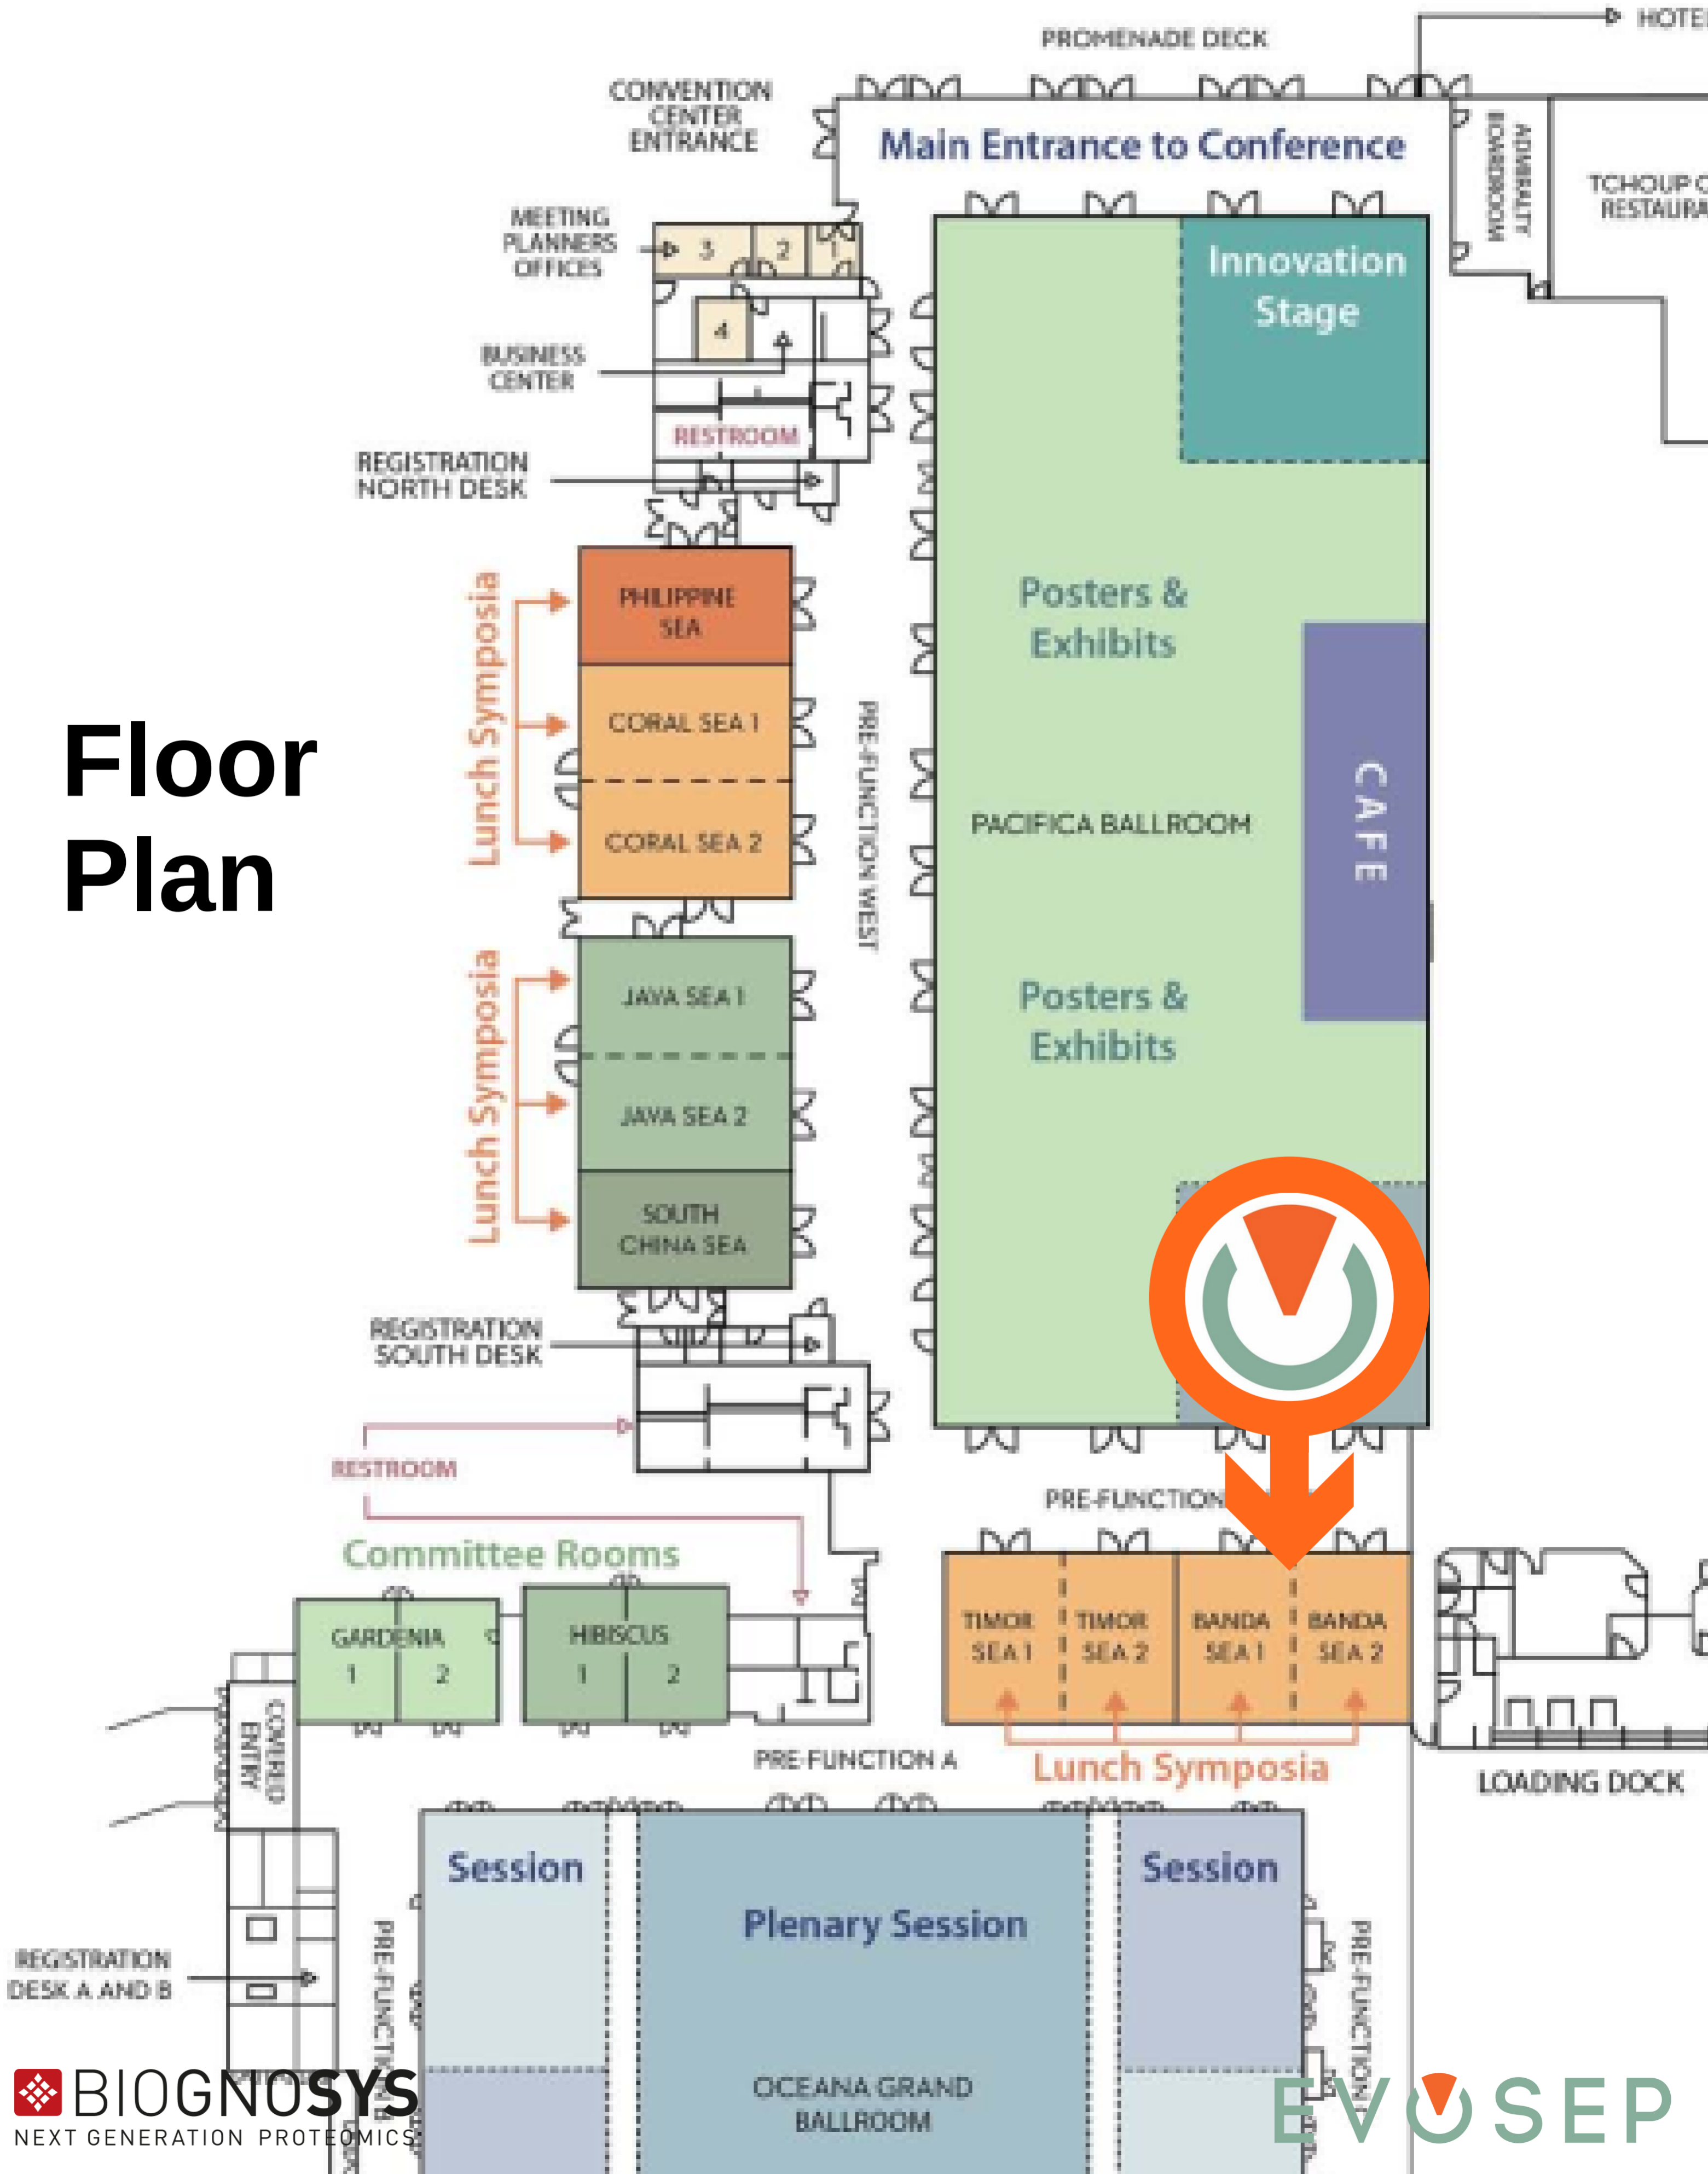 PROMENADE DECK
CONVENTION
CENTER
ENTRANCE
Main Entrance to Conference
ADMIRALTY
BOARDROOM
MEETING
PLANNERS
OFFICES
3
2
1
4
Innovation
Stage
BUSINESS
CENTER
RESTROOM
REGISTRATION
NORTH DESK
Floor
Plan
Lunch Symposia
PHILIPPINE
SEA
CORAL SEA 1
CORAL SEA 2
PRE-FUNCTION WEST
Posters &
Exhibits
PACIFICA BALLROOM
CAFE
Posters &
Exhibits
Lunch Symposia
JAVA SEA 1
JAVA SEA 2
SOUTH
CHINA SEA
REGISTRATION
SOUTH DESK
RESTROOM
PRE-FUNCTION
Committee Rooms
GARDENIA
1
2
HIBISCUS
1
2
TIMOR
SEA 1
TIMOR
SEA 2
BANDA
SEA 1
BANDA
SEA 2
COVERED
ENTRY
PRE-FUNCTION A
Lunch Symposia
LOADING DOCK
Session
Plenary Session
Session
REGISTRATION
DESK A AND B
OCEANA GRAND
BALLROOM
BIOGNOSYS
NEXT GENERATION PROTEOMICS
EVOSEP